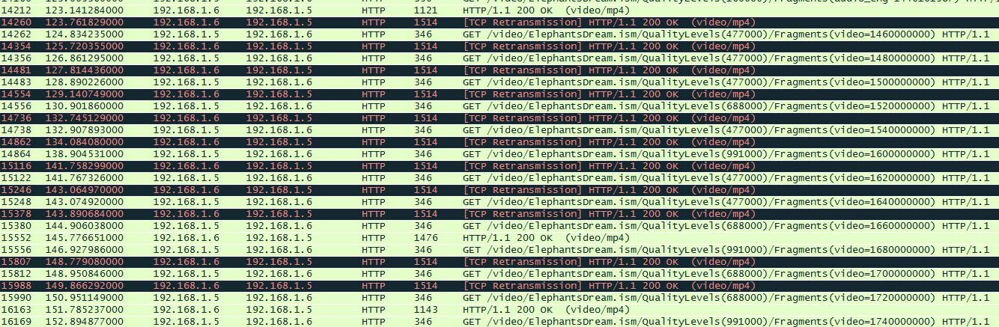 14212 123.141284000 192.168.1.6 192.168.1.5 HTTP 1121 HTTP/1.1 200 OK (video/mp4)
14260 123.761829000 192.168.1.6 192.168.1.5 HTTP 1514 [TCP Retransmission] HTTP/1.1 200 OK (video/mp4)
14262 124.834235000 192.168.1.5 192.168.1.6 HTTP 346 GET /video/ElephantsDream.ism/QualityLevels(477000)/Fragments(video=1460000000) HTTP/1.1
14354 125.720355000 192.168.1.6 192.168.1.5 HTTP 1514 [TCP Retransmission] HTTP/1.1 200 OK (video/mp4)
14356 126.861295000 192.168.1.5 192.168.1.6 HTTP 346 GET /video/ElephantsDream.ism/QualityLevels(477000)/Fragments(video=1480000000) HTTP/1.1
14481 127.814436000 192.168.1.6 192.168.1.5 HTTP 1514 [TCP Retransmission] HTTP/1.1 200 OK (video/mp4)
14483 128.890226000 192.168.1.5 192.168.1.6 HTTP 346 GET /video/ElephantsDream.ism/QualityLevels(477000)/Fragments(video=1500000000) HTTP/1.1
14554 129.140749000 192.168.1.6 192.168.1.5 HTTP 1514 [TCP Retransmission] HTTP/1.1 200 OK (video/mp4)
14556 130.901860000 192.168.1.5 192.168.1.6 HTTP 346 GET /video/ElephantsDream.ism/QualityLevels(688000)/Fragments(video=1520000000) HTTP/1.1
14736 132.745129000 192.168.1.6 192.168.1.5 HTTP 1514 [TCP Retransmission] HTTP/1.1 200 OK (video/mp4)
14738 132.907893000 192.168.1.5 192.168.1.6 HTTP 346 GET /video/ElephantsDream.ism/QualityLevels(477000)/Fragments(video=1540000000) HTTP/1.1
14862 134.084080000 192.168.1.6 192.168.1.5 HTTP 1514 [TCP Retransmission] HTTP/1.1 200 OK (video/mp4)
14864 138.904531000 192.168.1.5 192.168.1.6 HTTP 346 GET /video/ElephantsDream.ism/QualityLevels(991000)/Fragments(video=1600000000) HTTP/1.1
15116 141.758299000 192.168.1.6 192.168.1.5 HTTP 1514 [TCP Retransmission] HTTP/1.1 200 OK (video/mp4)
15122 141.767326000 192.168.1.5 192.168.1.6 HTTP 346 GET /video/ElephantsDream.ism/QualityLevels(477000)/Fragments(video=1620000000) HTTP/1.1
15246 143.064970000 192.168.1.6 192.168.1.5 HTTP 1514 [TCP Retransmission] HTTP/1.1 200 OK (video/mp4)
15248 143.074920000 192.168.1.5 192.168.1.6 HTTP 346 GET /video/ElephantsDream.ism/QualityLevels(477000)/Fragments(video=1640000000) HTTP/1.1
15378 143.890684000 192.168.1.6 192.168.1.5 HTTP 1514 [TCP Retransmission] HTTP/1.1 200 OK (video/mp4)
15380 144.906038000 192.168.1.5 192.168.1.6 HTTP 346 GET /video/ElephantsDream.ism/QualityLevels(688000)/Fragments(video=1660000000) HTTP/1.1
15552 145.776651000 192.168.1.6 192.168.1.5 HTTP 1476 HTTP/1.1 200 OK (video/mp4)
15556 146.927986000 192.168.1.5 192.168.1.6 HTTP 346 GET /video/ElephantsDream.ism/QualityLevels(991000)/Fragments(video=1680000000) HTTP/1.1
15807 148.779080000 192.168.1.6 192.168.1.5 HTTP 1514 [TCP Retransmission] HTTP/1.1 200 OK (video/mp4)
15812 148.950846000 192.168.1.5 192.168.1.6 HTTP 346 GET /video/ElephantsDream.ism/QualityLevels(688000)/Fragments(video=1700000000) HTTP/1.1
15988 149.866292000 192.168.1.6 192.168.1.5 HTTP 1514 [TCP Retransmission] HTTP/1.1 200 OK (video/mp4)
15990 150.951149000 192.168.1.5 192.168.1.6 HTTP 346 GET /video/ElephantsDream.ism/QualityLevels(688000)/Fragments(video=1720000000) HTTP/1.1
16163 151.785237000 192.168.1.6 192.168.1.5 HTTP 1143 HTTP/1.1 200 OK (video/mp4)
16169 152.894877000 192.168.1.5 192.168.1.6 HTTP 346 GET /video/ElephantsDream.ism/QualityLevels(991000)/Fragments(video=1740000000) HTTP/1.1